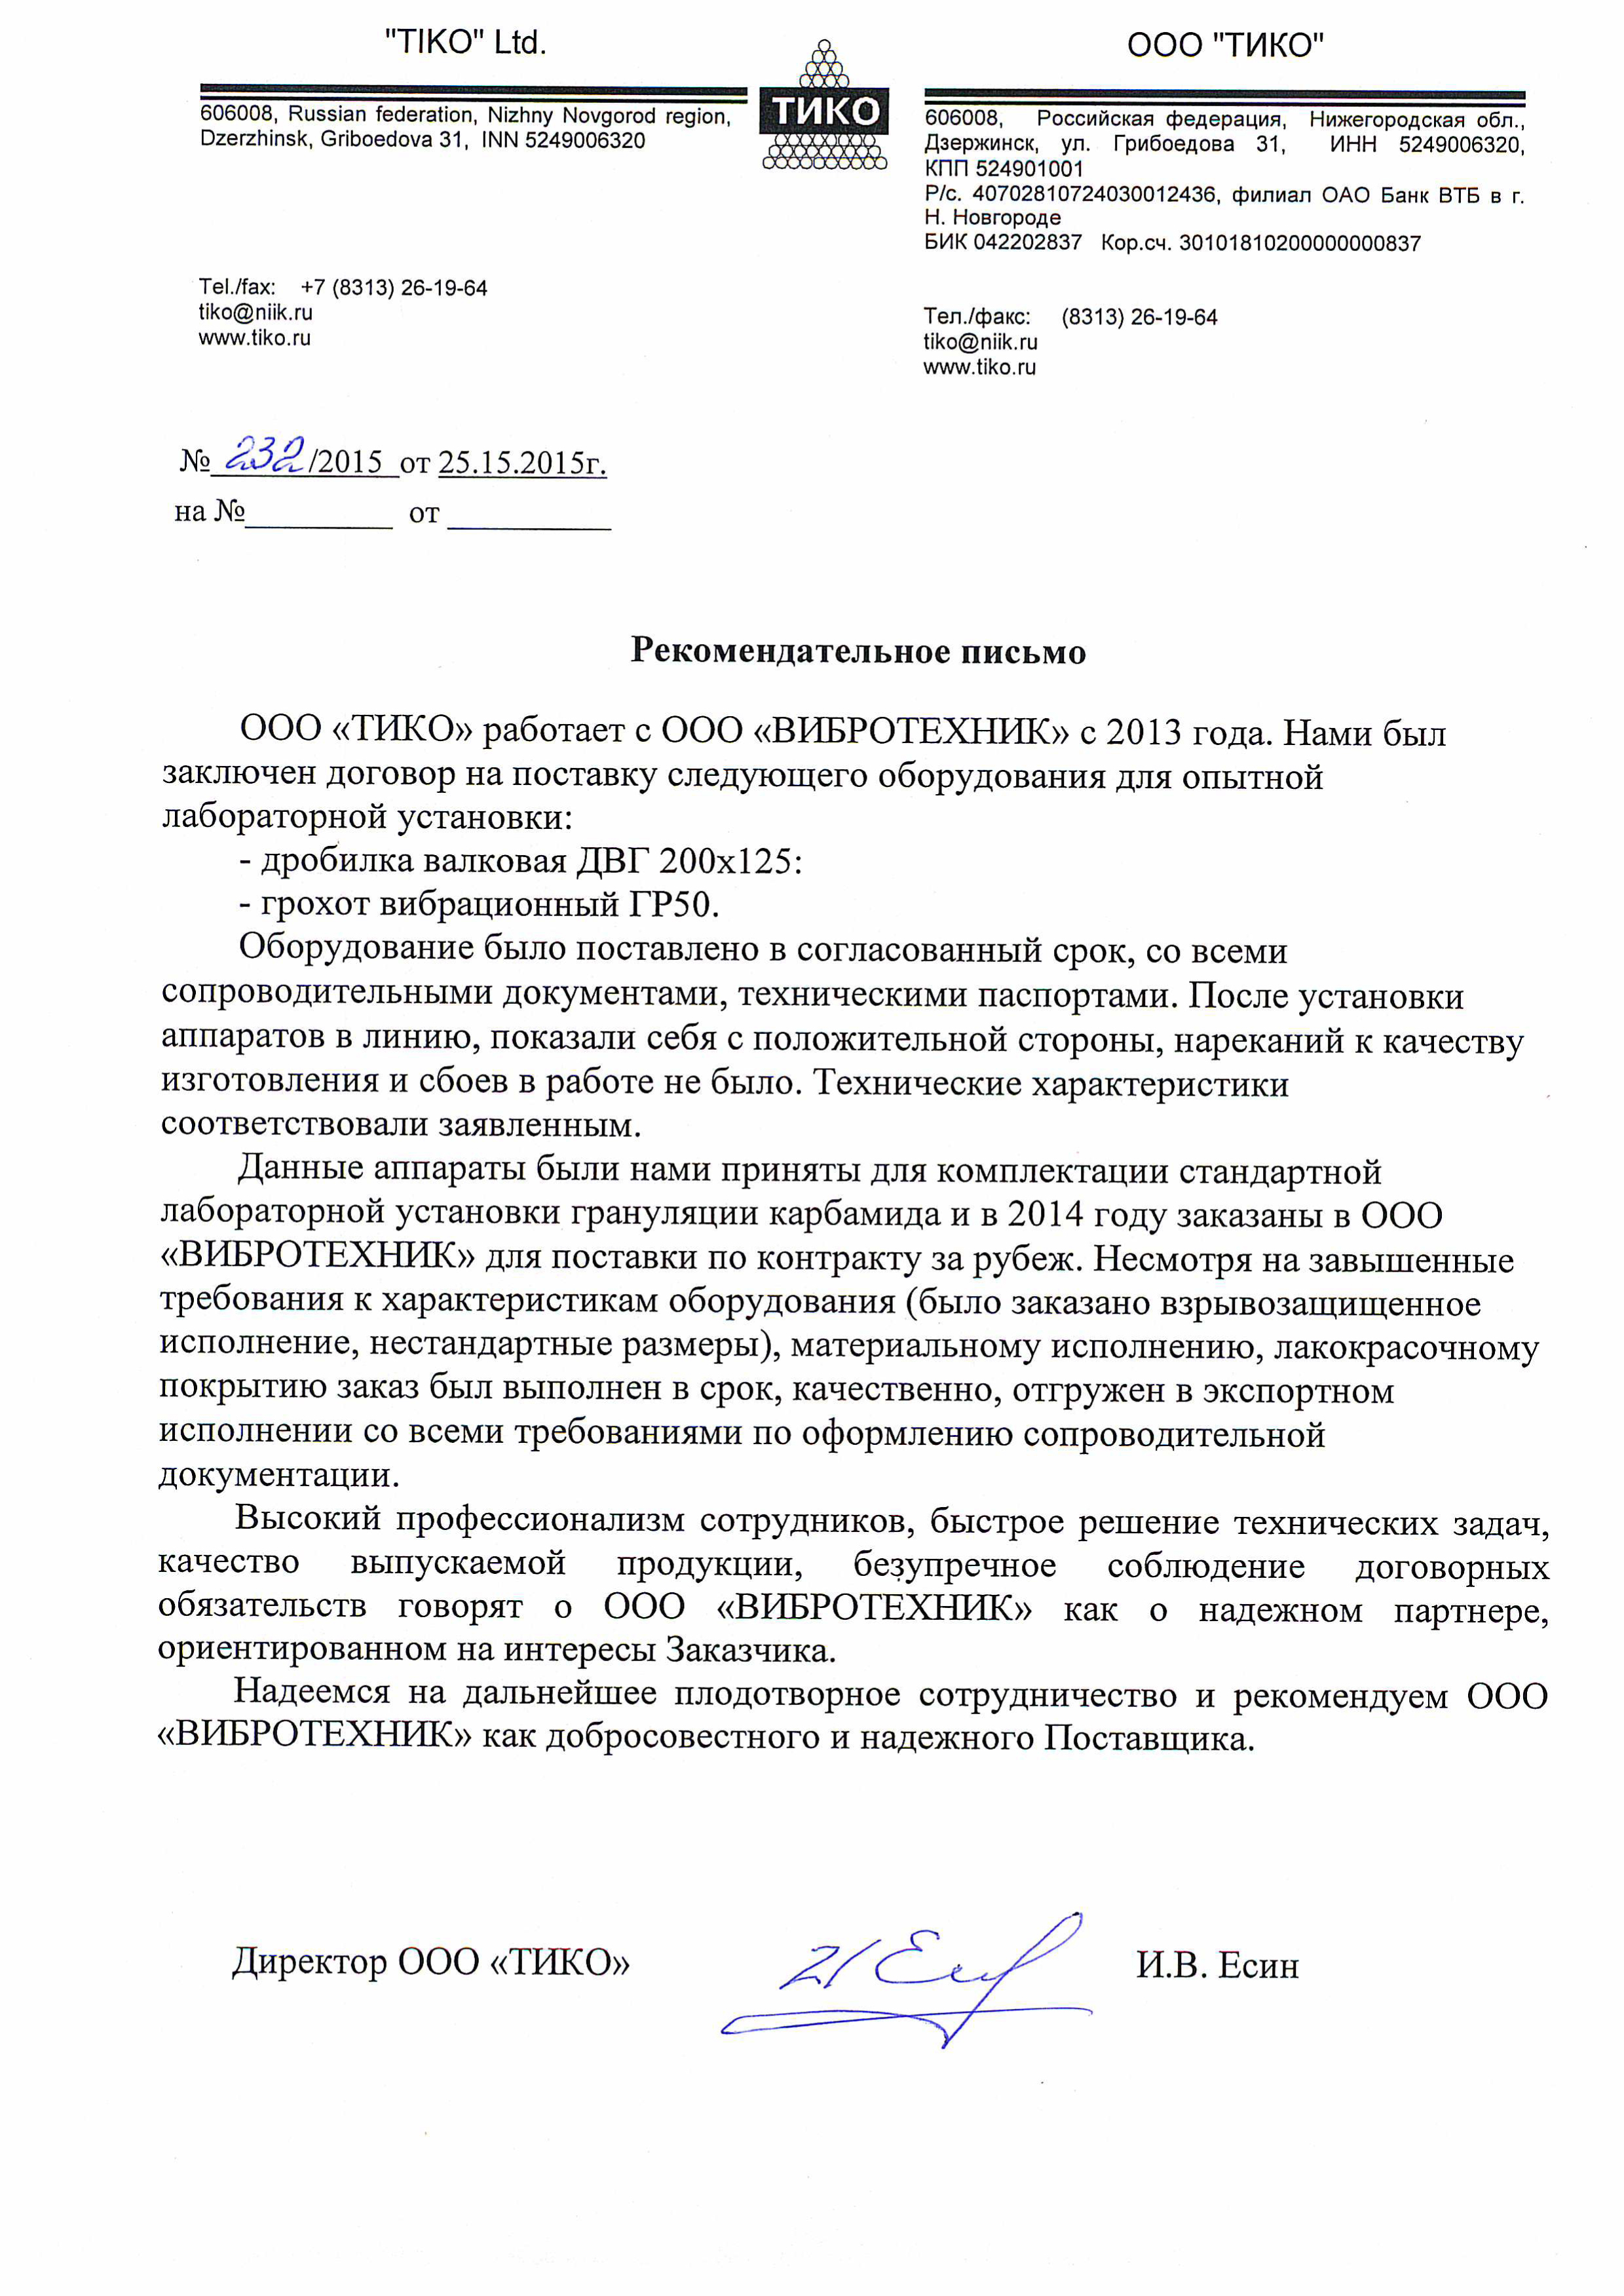 "TIKO" Ltd.
606008, Russian federation, Nizhny Novgorod region,
Dzerzhinsk, Griboedova 31, INN 5249006320
Tel./fax: +7 (8313) 26-19-64
tiko@niik.ru
www.tiko.ru
ТИКО
ООО "ТИКО"
606008, Российская федерация, Нижегородская обл.,
Дзержинск, ул. Грибоедова 31, ИНН 5249006320,
КПП 524901001
Р/с. 40702810724030012436, филиал ОАО Банк ВТБ в г.
Н. Новгороде
БИК 042202837 Кор.сч. 30101810200000000837
Тел./факс: (8313) 26-19-64
tiko@niik.ru
www.tiko.ru
№ 232/2015 от 25.15.2015г.
на №__________ от __________
Рекомендательное письмо
ООО «ТИКО» работает с ООО «ВИБРОТЕХНИК» с 2013 года. Нами был
заключен договор на поставку следующего оборудования для опытной
лабораторной установки:
- дробилка валковая ДВГ 200х125:
- грохот вибрационный ГР50.
Оборудование было поставлено в согласованный срок, со всеми
сопроводительными документами, техническими паспортами. После установки
аппаратов в линию, показали себя с положительной стороны, нареканий к качеству
изготовления и сбоев в работе не было. Технические характеристики
соответствовали заявленным.
Данные аппараты были нами приняты для комплектации стандартной
лабораторной установки грануляции карбамида и в 2014 году заказаны в ООО
«ВИБРОТЕХНИК» для поставки по контракту за рубеж. Несмотря на завышенные
требования к характеристикам оборудования (было заказано взрывозащищенное
исполнение, нестандартные размеры), материальному исполнению, лакокрасочному
покрытию заказ был выполнен в срок, качественно, отгружен в экспортном
исполнении со всеми требованиями по оформлению сопроводительной
документации.
Высокий профессионализм сотрудников, быстрое решение технических задач,
качество выпускаемой продукции, безупречное соблюдение договорных
обязательств говорят о ООО «ВИБРОТЕХНИК» как о надежном партнере,
ориентированном на интересы Заказчика.
Надеемся на дальнейшее плодотворное сотрудничество и рекомендуем ООО
«ВИБРОТЕХНИК» как добросовестного и надежного Поставщика.
Директор ООО «ТИКО» И.В. Есин